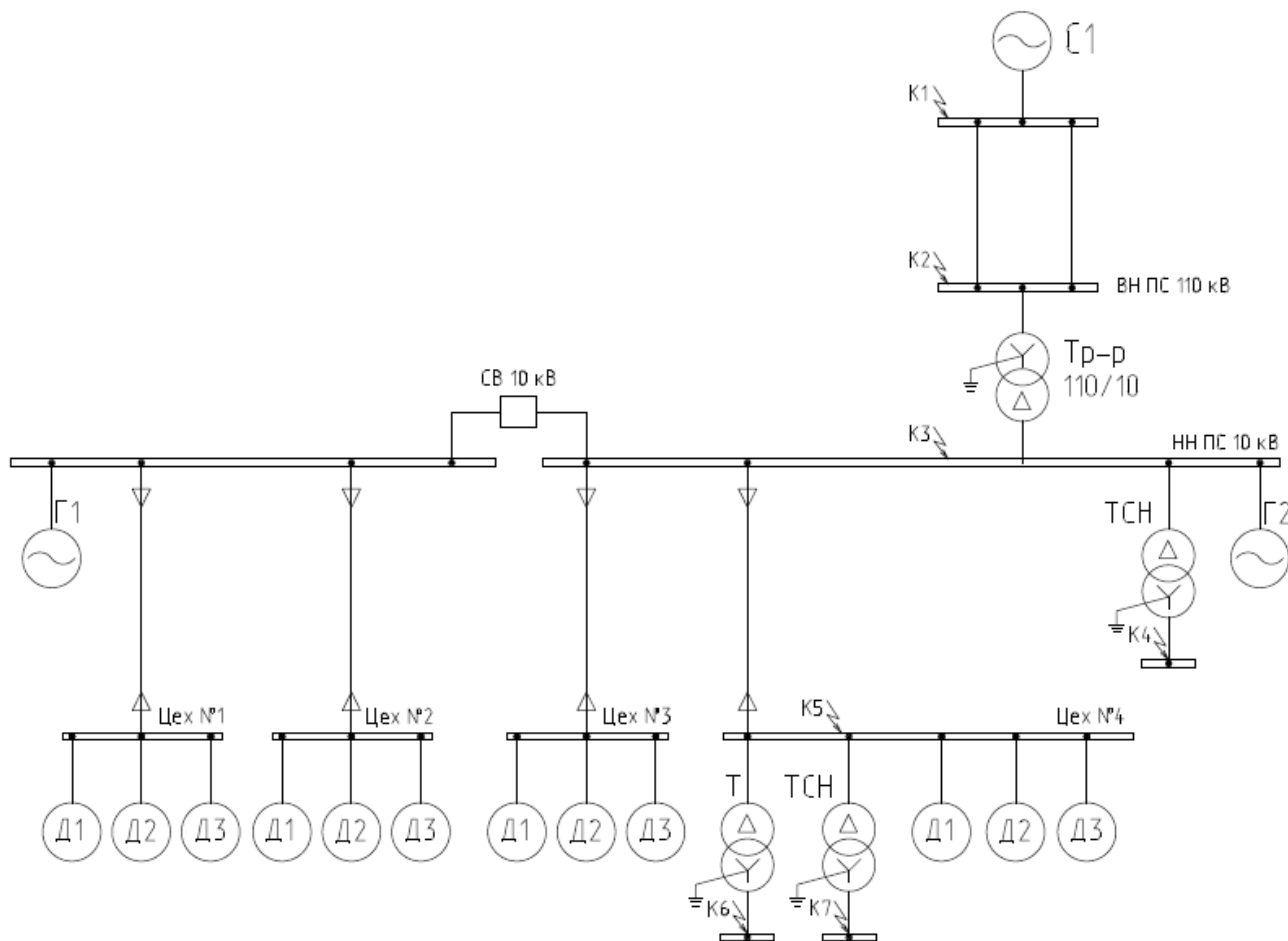 С1
К1
К2
ВН ПС 110 кВ
Тр-р
110/10
СВ 10 кВ
К3
НН ПС 10 кВ
Г1
ТСН
Г2
К4
Цех №1
Цех №2
Цех №3
К5
Цех №4
Т
ТСН
Д1
Д2
Д3
Д1
Д2
Д3
Д1
Д2
Д3
Д1
Д2
Д3
К6
К7